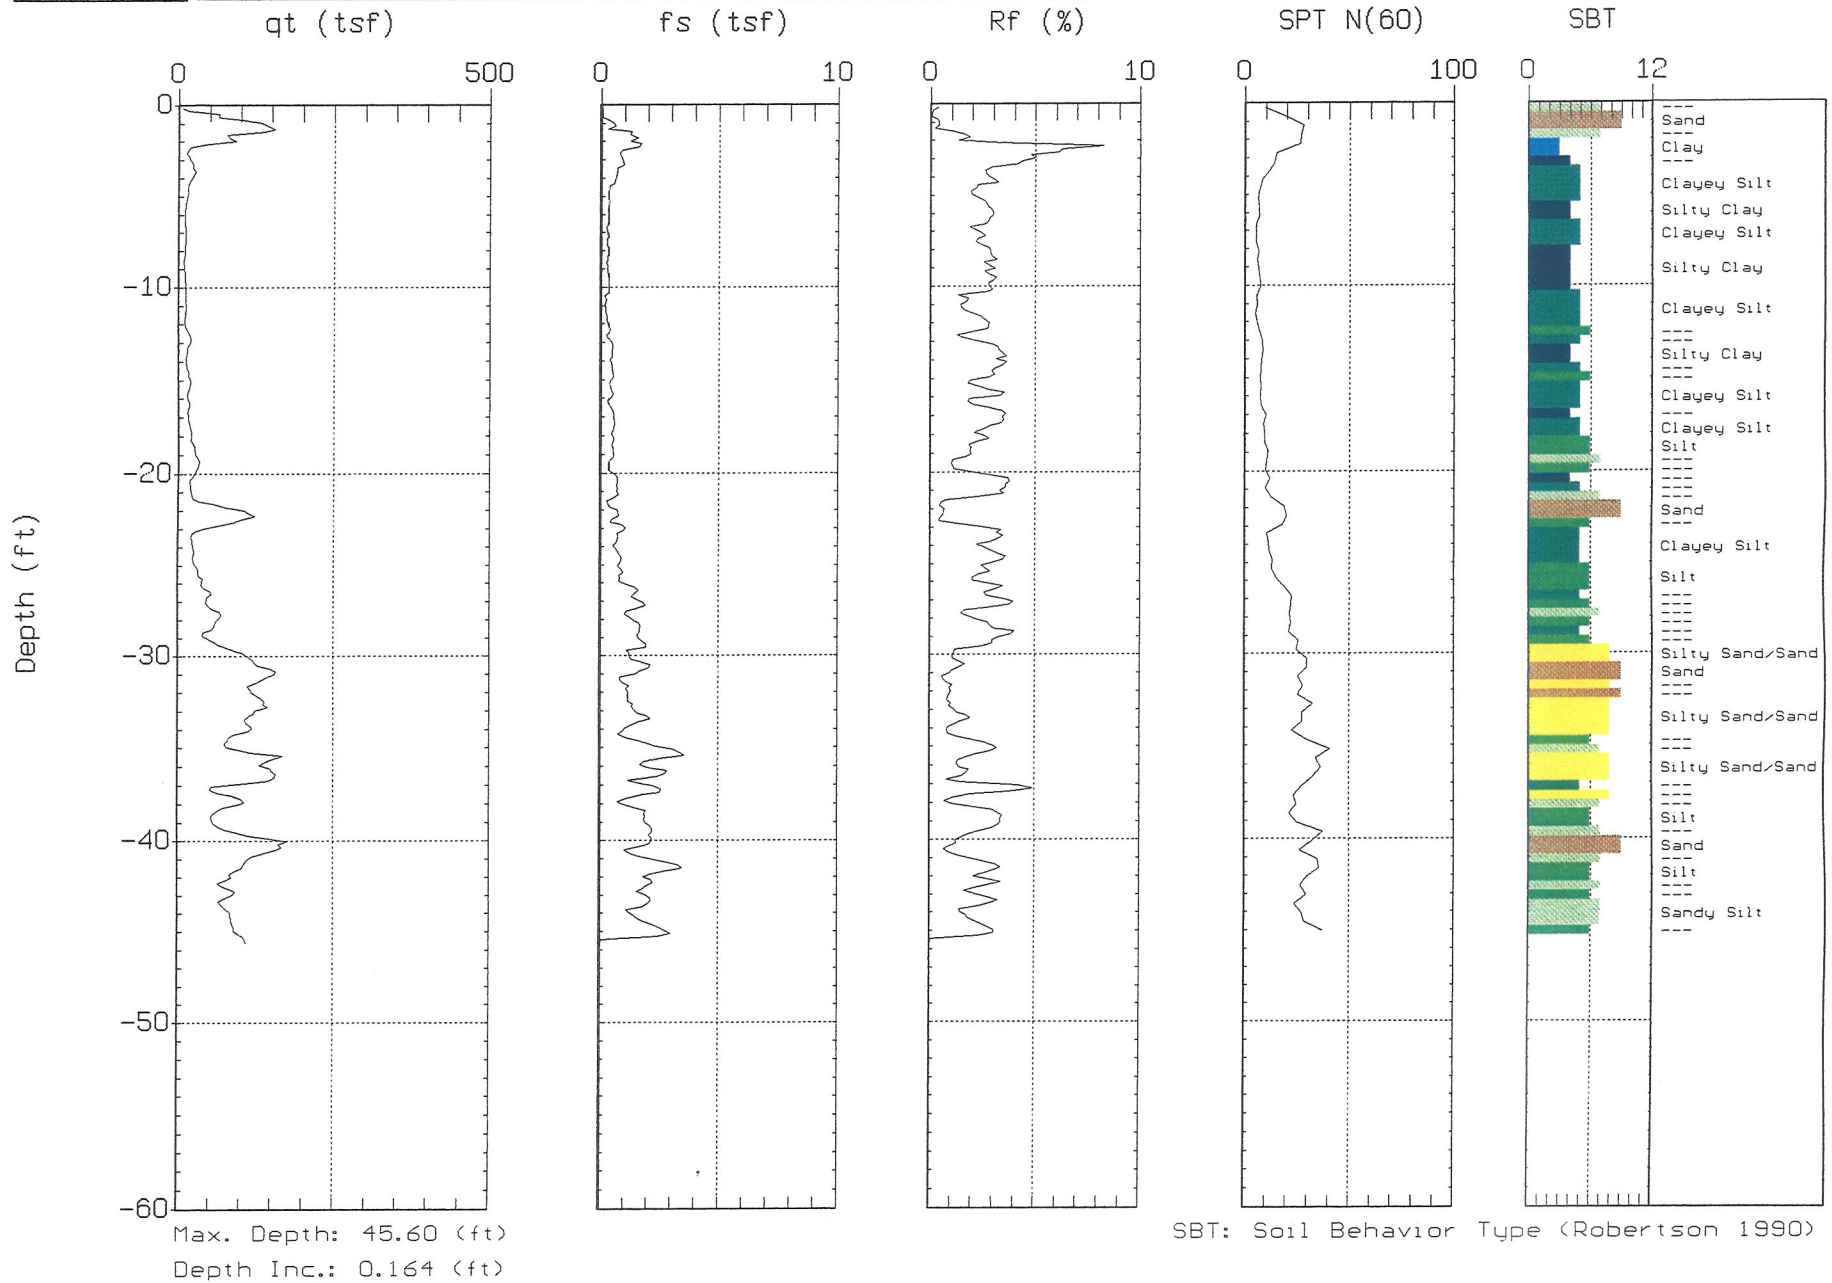 qt (tsf) fs (tsf) Rf (%) SPT N(60) SBT
0 500 0 10 0 10 0 100 0 12
0
-10
-20
-30
-40
-50
-60
Depth (ft)
---
Sand
---
Clay
---
Clayey Silt
Silty Clay
Clayey Silt
Silty Clay
Clayey Silt
---
---
Silty Clay
---
---
Clayey Silt
---
Clayey Silt
Silt
---
---
---
---
---
Sand
---
Clayey Silt
Silt
---
---
---
---
---
---
Silty Sand/Sand
Sand
---
---
Silty Sand/Sand
---
---
Silty Sand/Sand
---
---
---
Silt
---
Sand
---
Silt
---
---
Sandy Silt
---
Max. Depth: 45.60 (ft)
Depth Inc.: 0.164 (ft)
SBT: Soil Behavior Type (Robertson 1990)